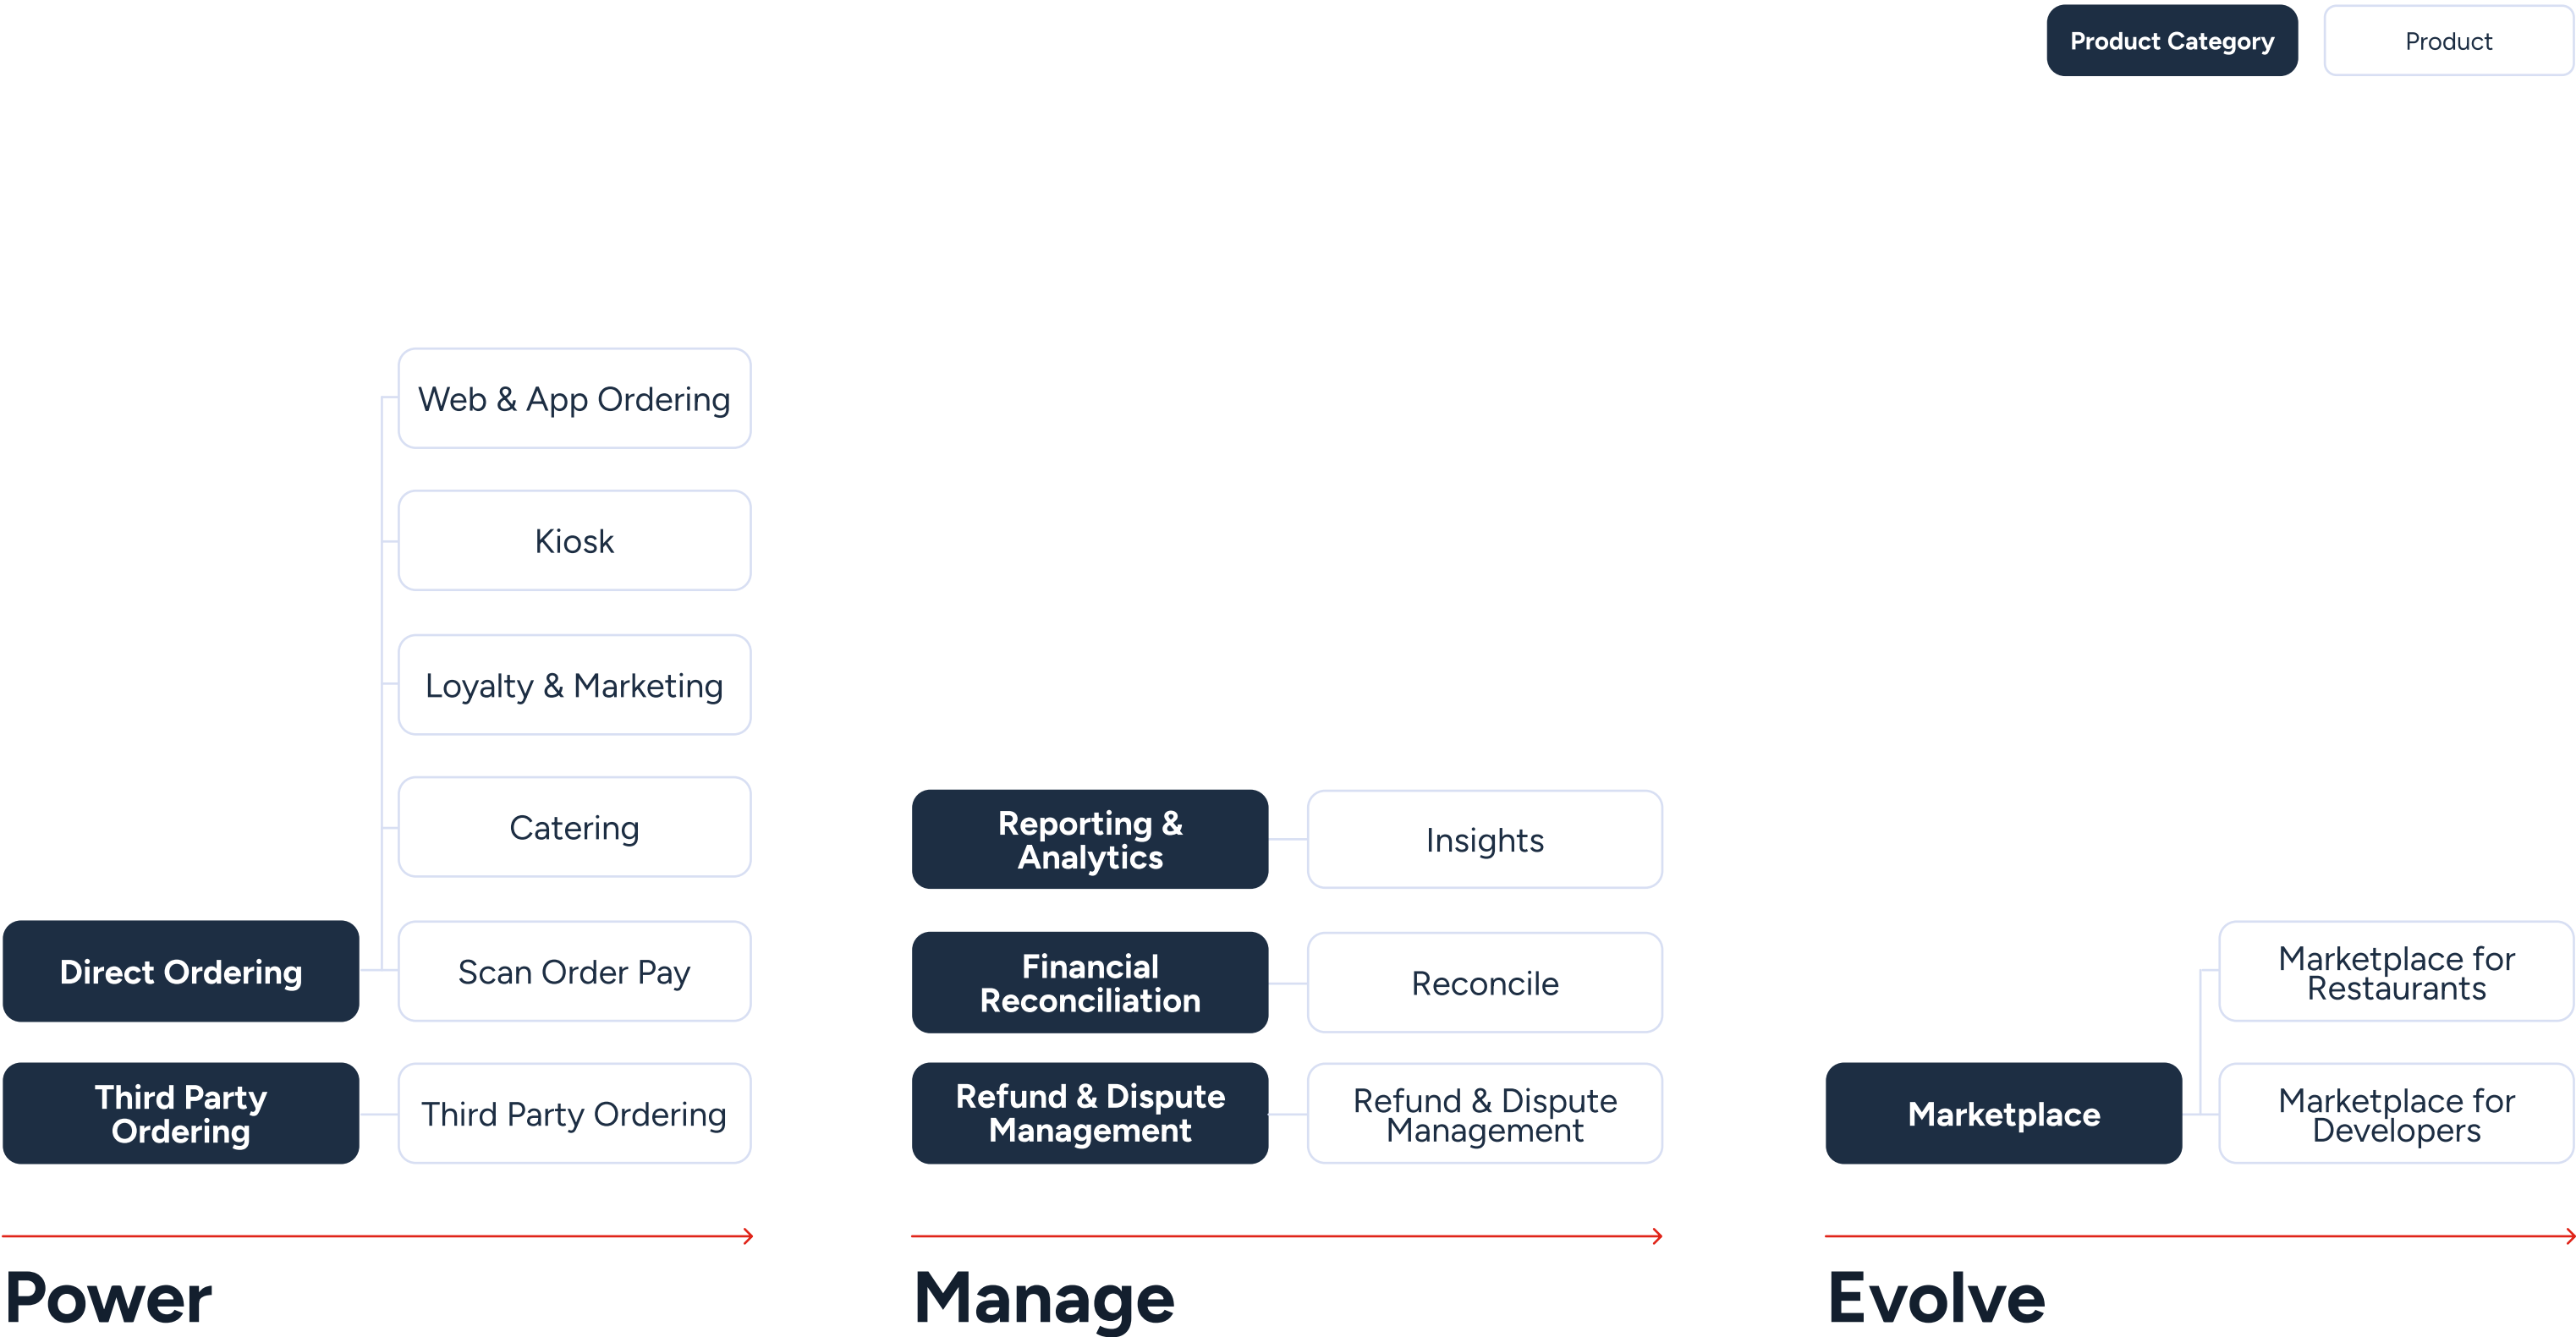 Product Category
Product
Web & App Ordering
Kiosk
Loyalty & Marketing
Catering
Direct Ordering
Scan Order Pay
Third Party
Ordering
Third Party Ordering
Power
Reporting &
Analytics
Insights
Financial
Reconciliation
Reconcile
Refund & Dispute
Management
Refund & Dispute
Management
Manage
Marketplace for
Restaurants
Marketplace
Marketplace for
Developers
Evolve